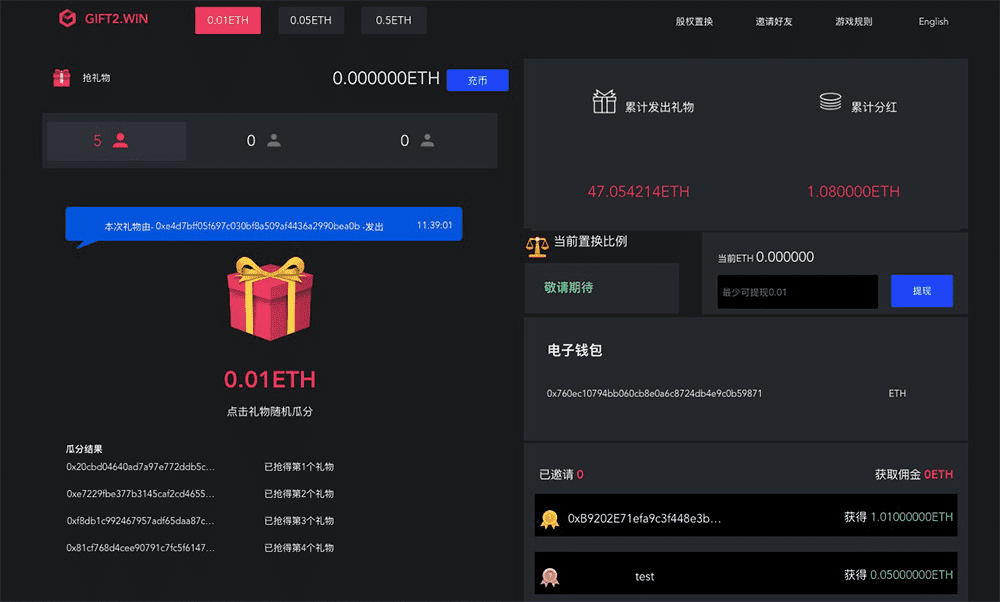 GIFT2.WIN
0.01ETH
0.05ETH
0.5ETH
股权置换
邀请好友
游戏规则
English
抢礼物
0.000000ETH
充币
5
0
0
本次礼物由- 0xe4d7bff05f697c030bf8a509af4436a2990bea0b -发出
11:39:01
0.01ETH
点击礼物随机瓜分
瓜分结果
0x20cbd04640ad7a97e772ddb5c... 已抢得第1个礼物
0xe7229fbe377b3145caf2cd4655... 已抢得第2个礼物
0xf8db1c992467957adf65daa87c... 已抢得第3个礼物
0x81cf768d4cee90791c7fc5f6147... 已抢得第4个礼物
累计发出礼物
累计分红
47.054214ETH
1.080000ETH
当前置换比例
敬请期待
当前ETH 0.000000
最少可提现0.01
提现
电子钱包
0x760ec10794bb060cb8e0a6c8724db4e9c0b59871 ETH
已邀请 0
获取佣金 0ETH
0xB9202E71efa9c3f448e3b... 获得 1.01000000ETH
test 获得 0.05000000ETH